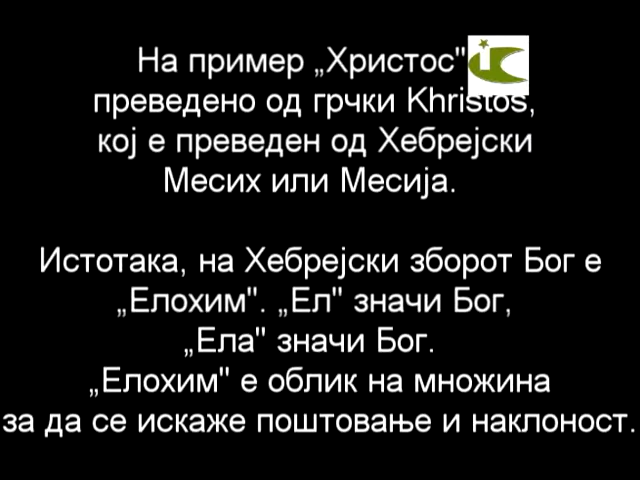 На пример „Христос"
преведено од грчки Khristos,
кој е преведен од Хебрејски
Месих или Месија.
Истотака, на Хебрејски зборот Бог е
„Елохим". „Ел" значи Бог,
„Ела" значи Бог.
„Елохим" е облик на множина
за да се искаже поштовање и наклоност.